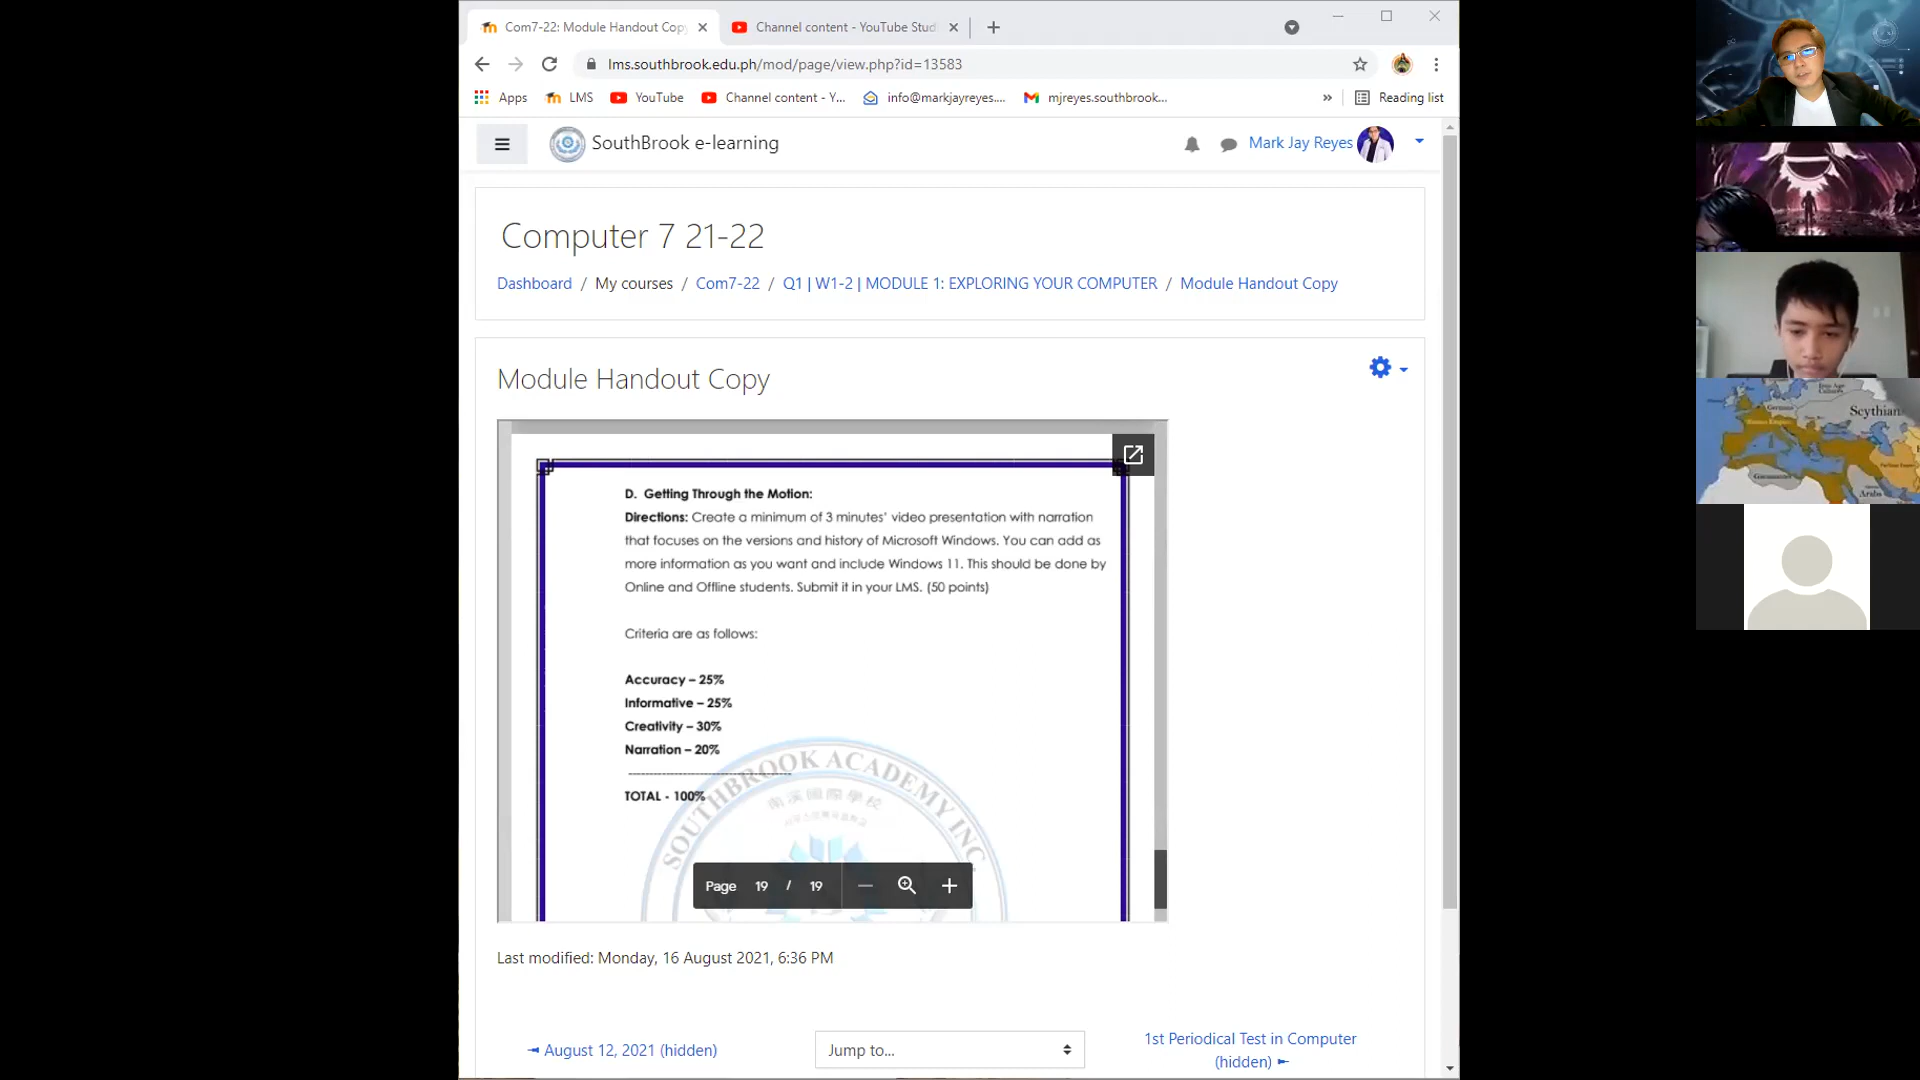 Com7-22: Module Handout Copy
Channel content - YouTube Stud
lms.southbrook.edu.ph/mod/page/view.php?id=13583
Apps
LMS
YouTube
Channel content - Y...
info@markjayreyes....
mjreyes.southbrook...
»
Reading list
SouthBrook e-learning
Mark Jay Reyes
Computer 7 21-22
Dashboard / My courses / Com7-22 / Q1 | W1-2 | MODULE 1: EXPLORING YOUR COMPUTER / Module Handout Copy
Module Handout Copy
D. Getting Through the Motion:
Directions: Create a minimum of 3 minutes' video presentation with narration
that focuses on the versions and history of Microsoft Windows. You can add as
more information as you want and include Windows 11. This should be done by
Online and Offline students. Submit it in your LMS. (50 points)
Criteria are as follows:
Accuracy – 25%
Informative – 25%
Creativity – 30%
Narration – 20%
----------------------------------------
TOTAL - 100%
SOUTHBROOK ACADEMY INC.
南溪國際學校
Page 19 / 19
Last modified: Monday, 16 August 2021, 6:36 PM
◄ August 12, 2021 (hidden)
Jump to...
1st Periodical Test in Computer
(hidden) ►
Scythian
Arabs